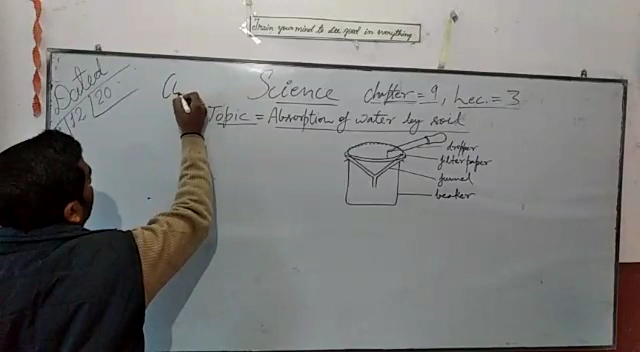 Train your mind to see good in everything
Dated
12/20
Science chapter = 9, Lec. = 3
Topic = Absorption of water by soil
dropper
filter paper
funnel
beaker